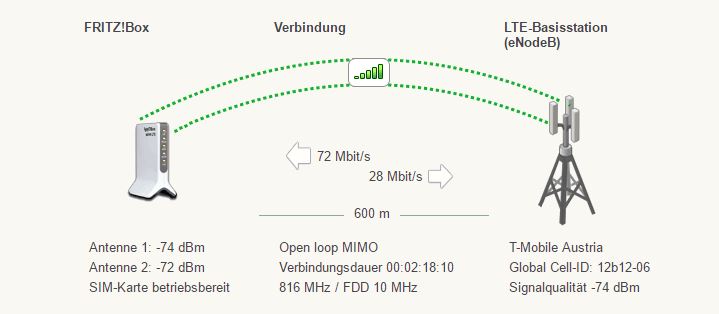 FRITZ!Box
Verbindung
LTE-Basisstation
(eNodeB)
72 Mbit/s
28 Mbit/s
600 m
Antenne 1: -74 dBm
Antenne 2: -72 dBm
SIM-Karte betriebsbereit
Open loop MIMO
Verbindungsdauer 00:02:18:10
816 MHz / FDD 10 MHz
T-Mobile Austria
Global Cell-ID: 12b12-06
Signalqualität -74 dBm